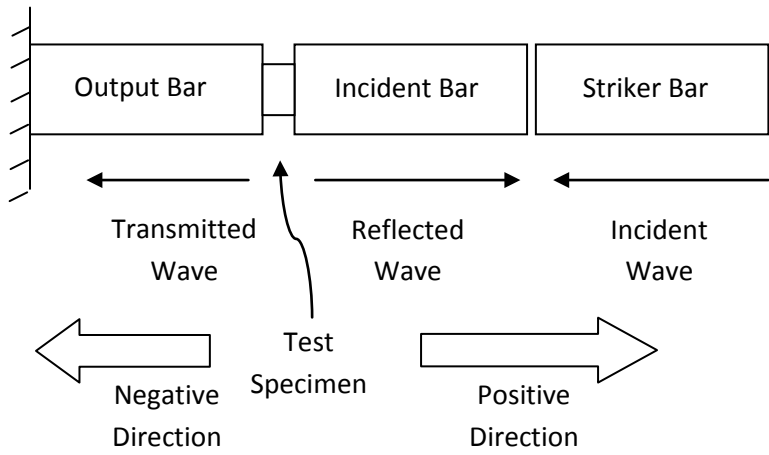 Output Bar
Incident Bar
Striker Bar
Transmitted
Wave
Reflected
Wave
Incident
Wave
Test
Specimen
Negative
Direction
Positive
Direction